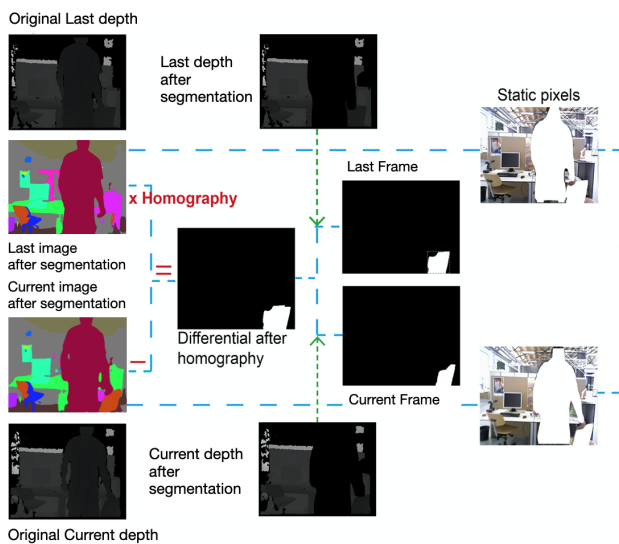 Original Last depth
Last depth
after
segmentation
Static pixels
Last Frame
x Homography
Last image
after segmentation
=
Current image
after segmentation
Differential after
homography
–
Current Frame
Current depth
after
segmentation
Original Current depth